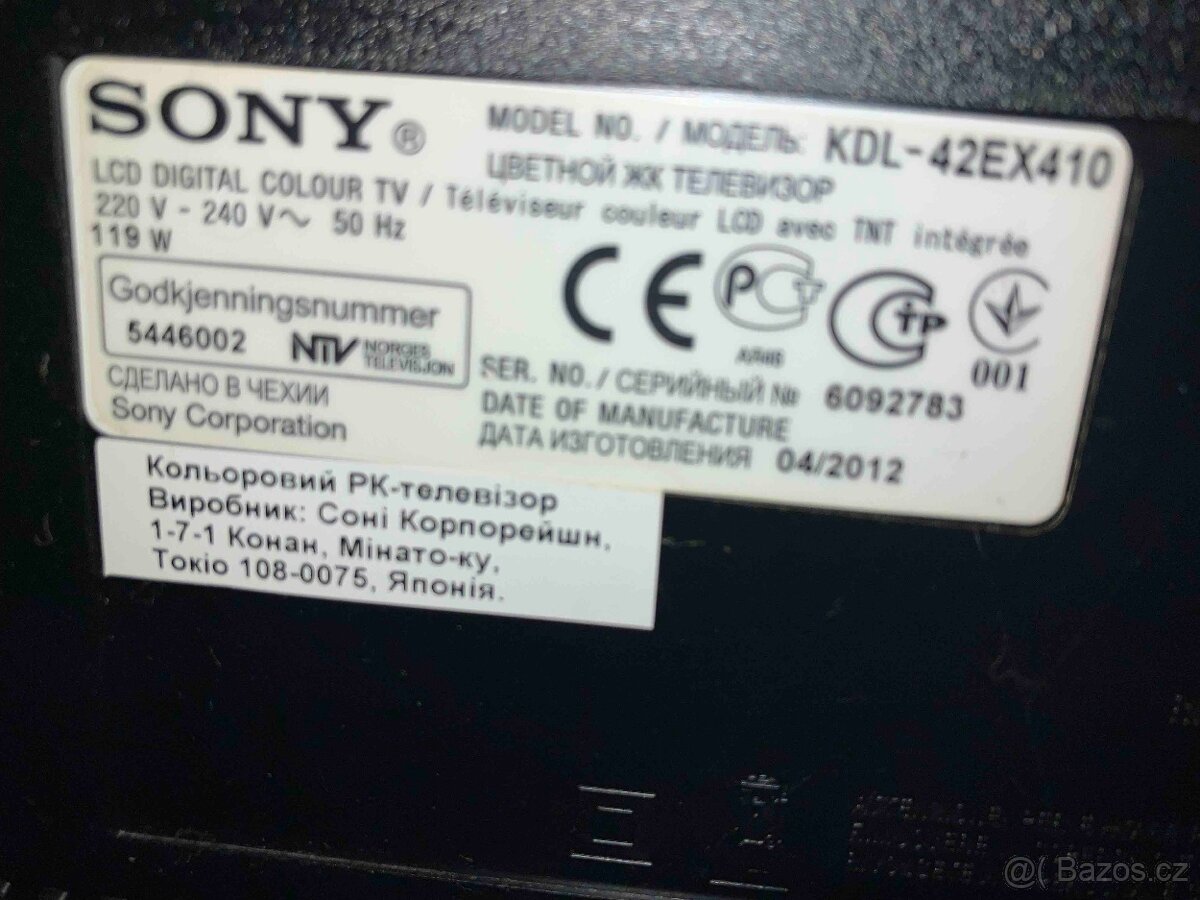 SONY®
MODEL NO. / МОДЕЛЬ: KDL-42EX410
ЦВЕТНОЙ ЖК ТЕЛЕВИЗОР
LCD DIGITAL COLOUR TV / Téléviseur couleur LCD avec TNT intégrée
220 V - 240 V~ 50 Hz
119 W
Godkjenningsnummer
5446002 NTV NORGES
TELEVISJON
СДЕЛАНО В ЧЕХИИ
Sony Corporation
CE
РСТ
СТР
001
SER. NO. / СЕРИЙНЫЙ № 6092783
DATE OF MANUFACTURE
ДАТА ИЗГОТОВЛЕНИЯ 04/2012
Кольоровий РК-телевізор
Виробник: Соні Корпорейшн,
1-7-1 Конан, Мінато-ку,
Токіо 108-0075, Японія.
@( Bazos.cz